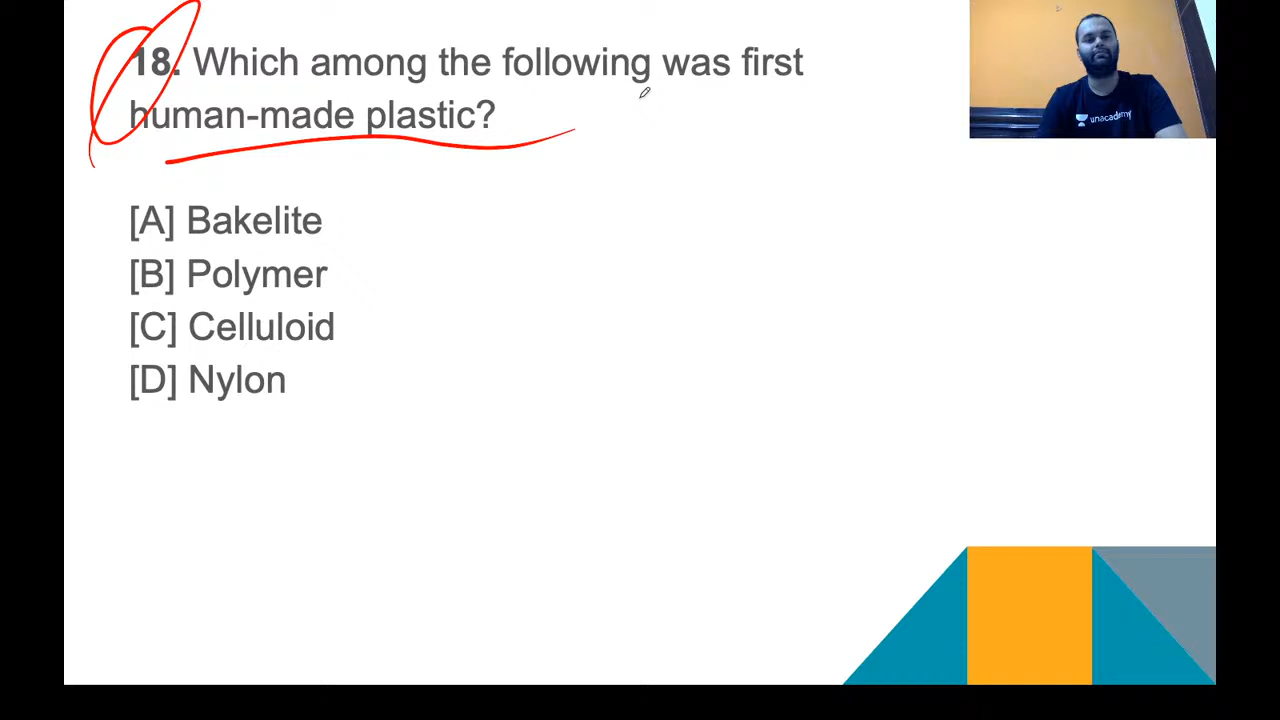 18. Which among the following was first
human-made plastic?
[A] Bakelite
[B] Polymer
[C] Celluloid
[D] Nylon
unacademy